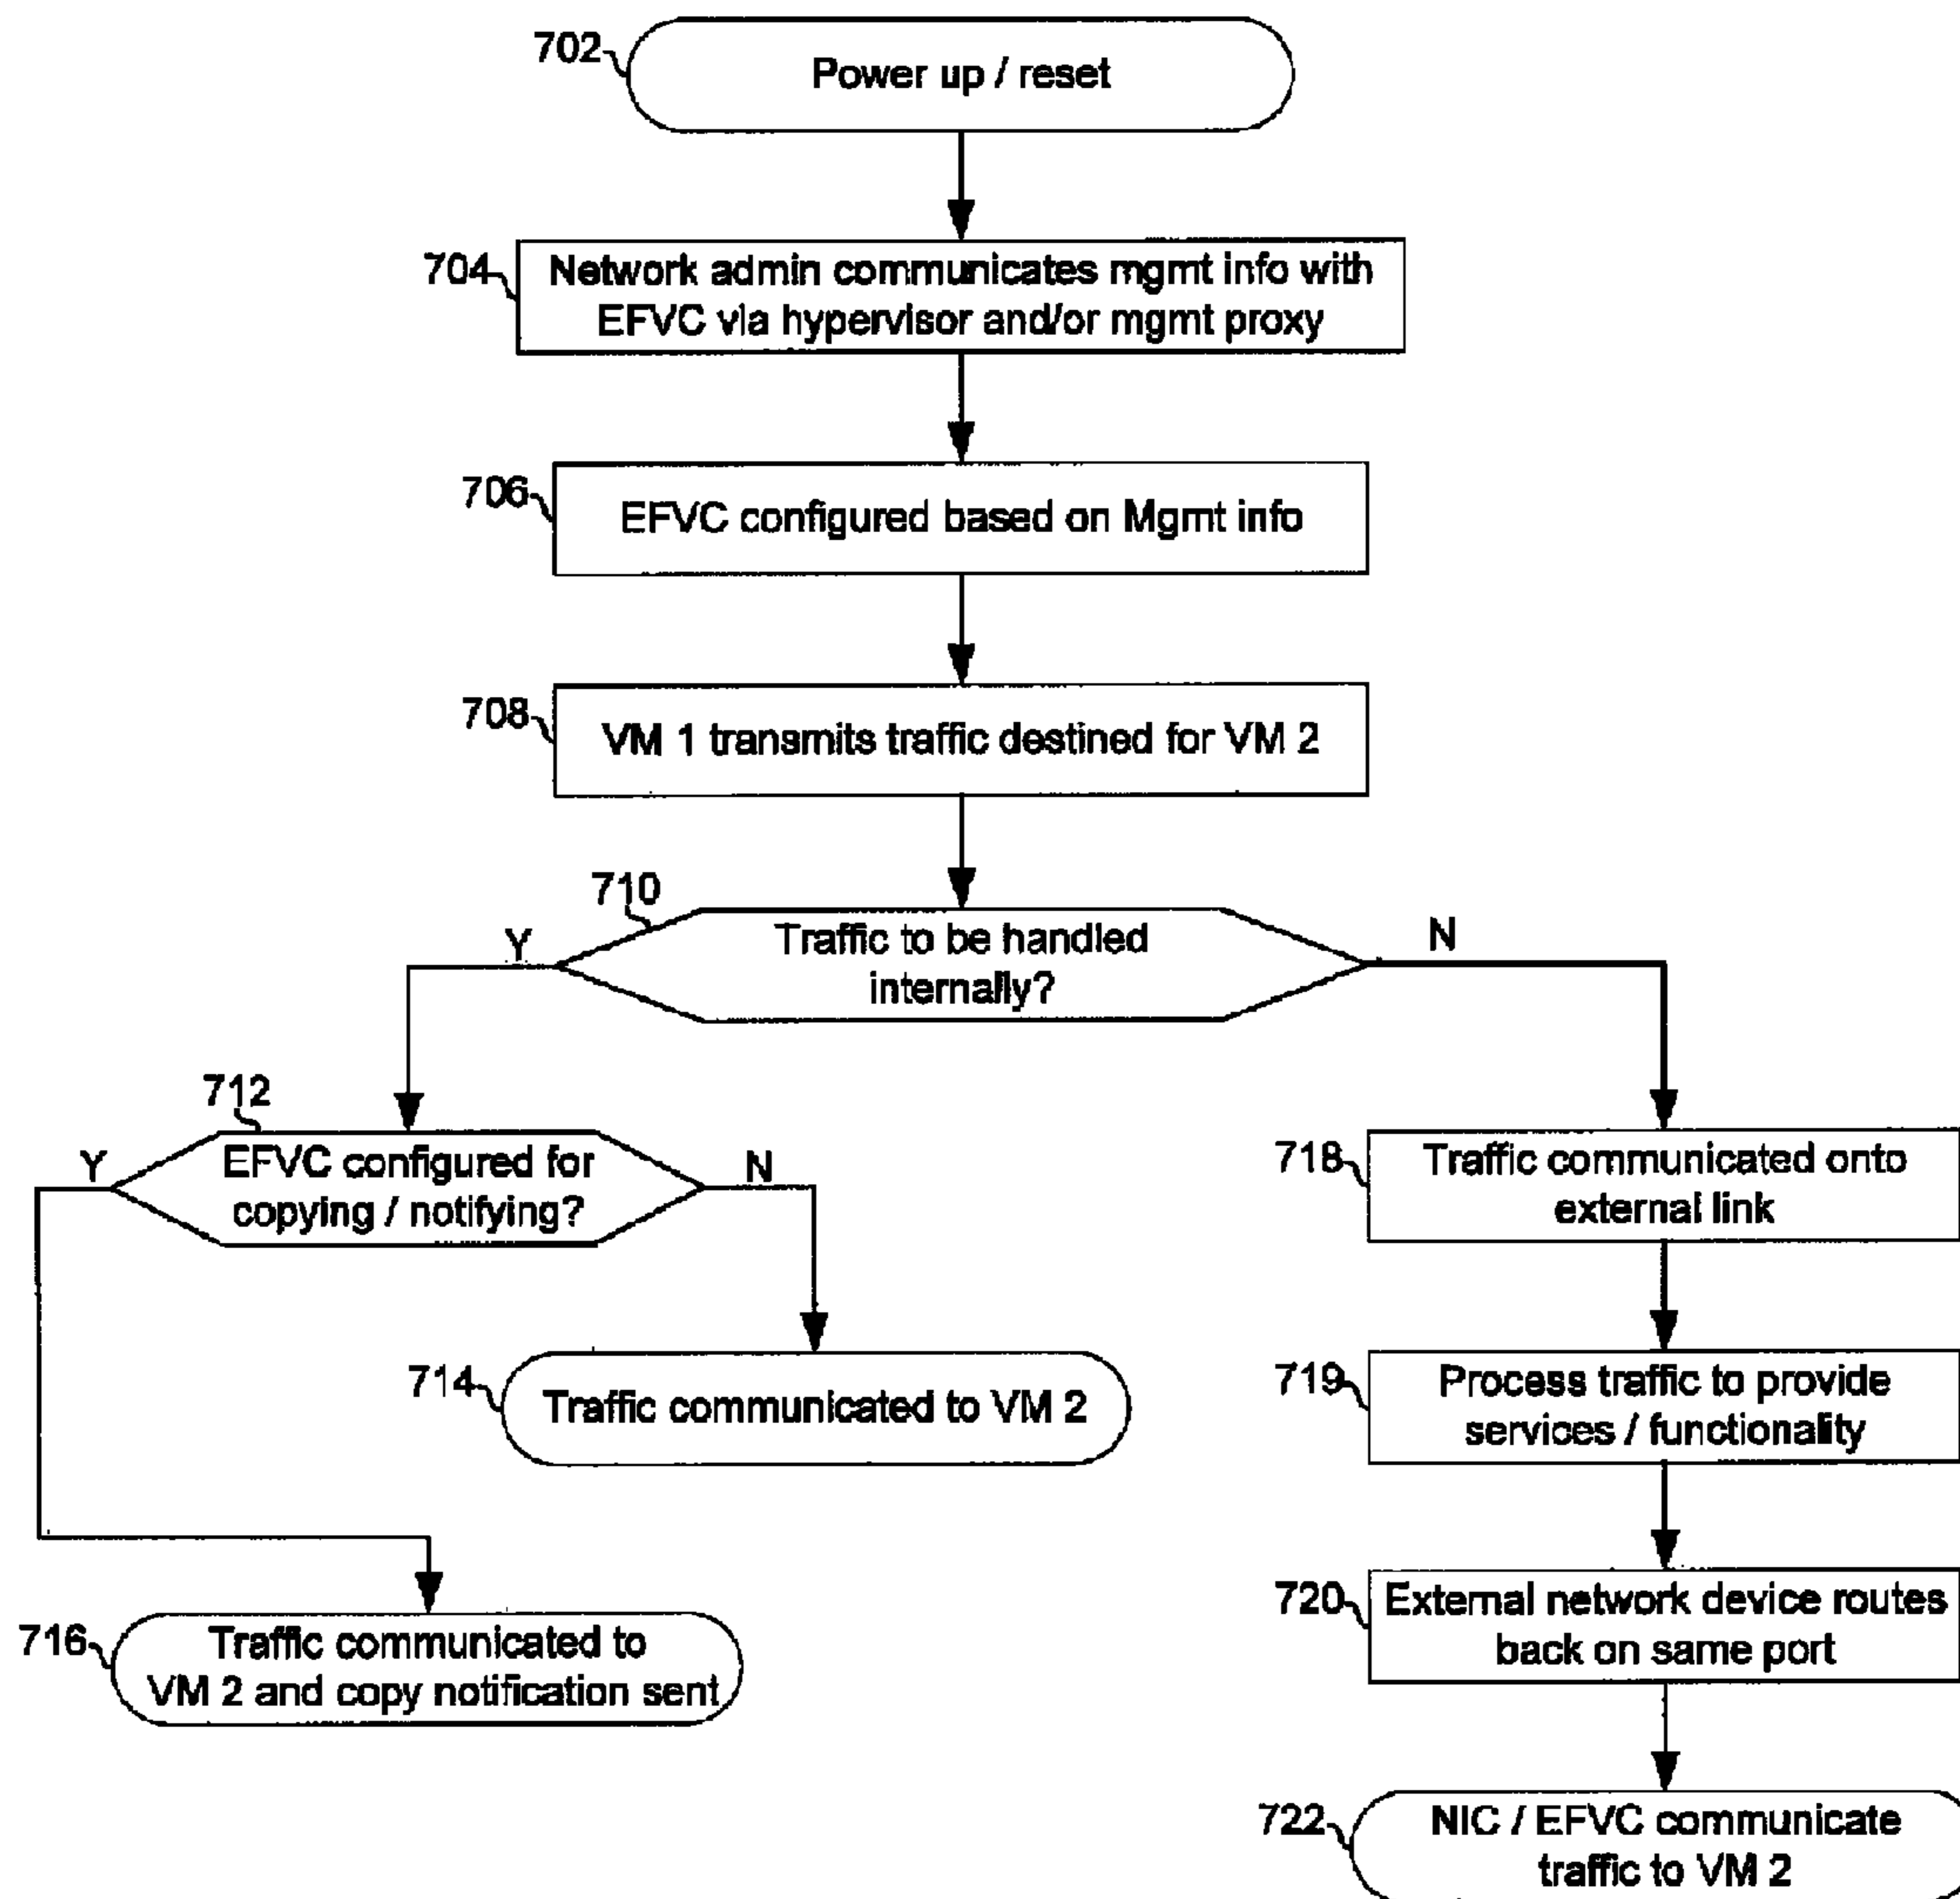 702
Power up / reset
704
Network admin communicates mgmt info with
EFVC via hypervisor and/or mgmt proxy
706
EFVC configured based on Mgmt info
708
VM 1 transmits traffic destined for VM 2
710
Traffic to be handled
internally?
Y
N
712
EFVC configured for
copying / notifying?
Y
N
714
Traffic communicated to VM 2
716
Traffic communicated to
VM 2 and copy notification sent
718
Traffic communicated onto
external link
719
Process traffic to provide
services / functionality
720
External network device routes
back on same port
722
NIC / EFVC communicate
traffic to VM 2